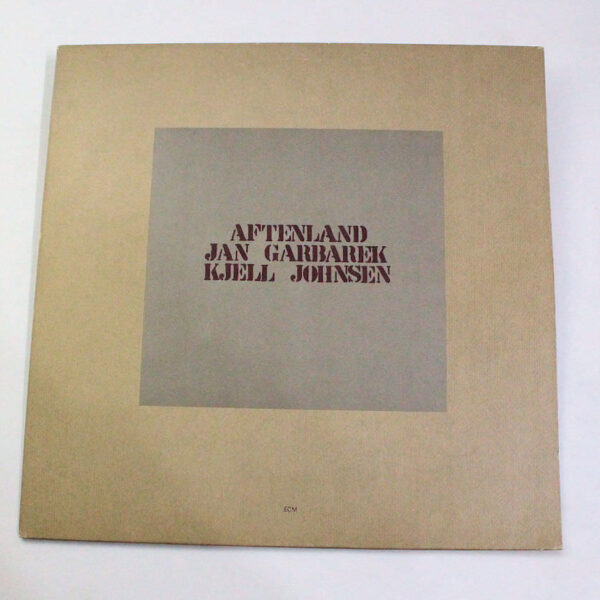 AFTENLAND
JAN GARBAREK
KJELL JOHNSEN
ECM